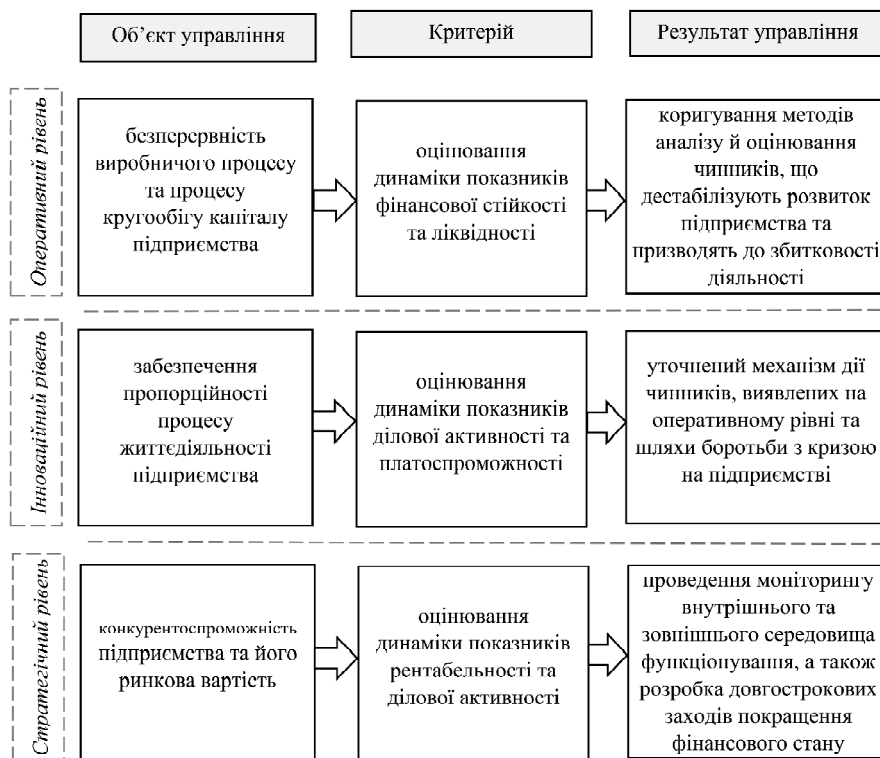 Об’єкт управління
Критерій
Результат управління
Оперативний рівень
безперервність
виробничого процесу
та процесу
кругообігу капіталу
підприємства
оцінювання
динаміки показників
фінансової стійкості
та ліквідності
коригування методів
аналізу й оцінювання
чинників, що
дестабілізують розвиток
підприємства та
призводять до збитковості
діяльності
Інноваційний рівень
забезпечення
пропорційності
процесу
життєдіяльності
підприємства
оцінювання
динаміки показників
ділової активності та
платоспроможності
уточнений механізм дії
чинників, виявлених на
оперативному рівні та
шляхи боротьби з кризою
на підприємстві
Стратегічний рівень
конкурентоспроможність
підприємства та його
ринкова вартість
оцінювання
динаміки показників
рентабельності та
ділової активності
проведення моніторингу
внутрішнього та
зовнішнього середовища
функціонування, а також
розробка довгострокових
заходів покращення
фінансового стану